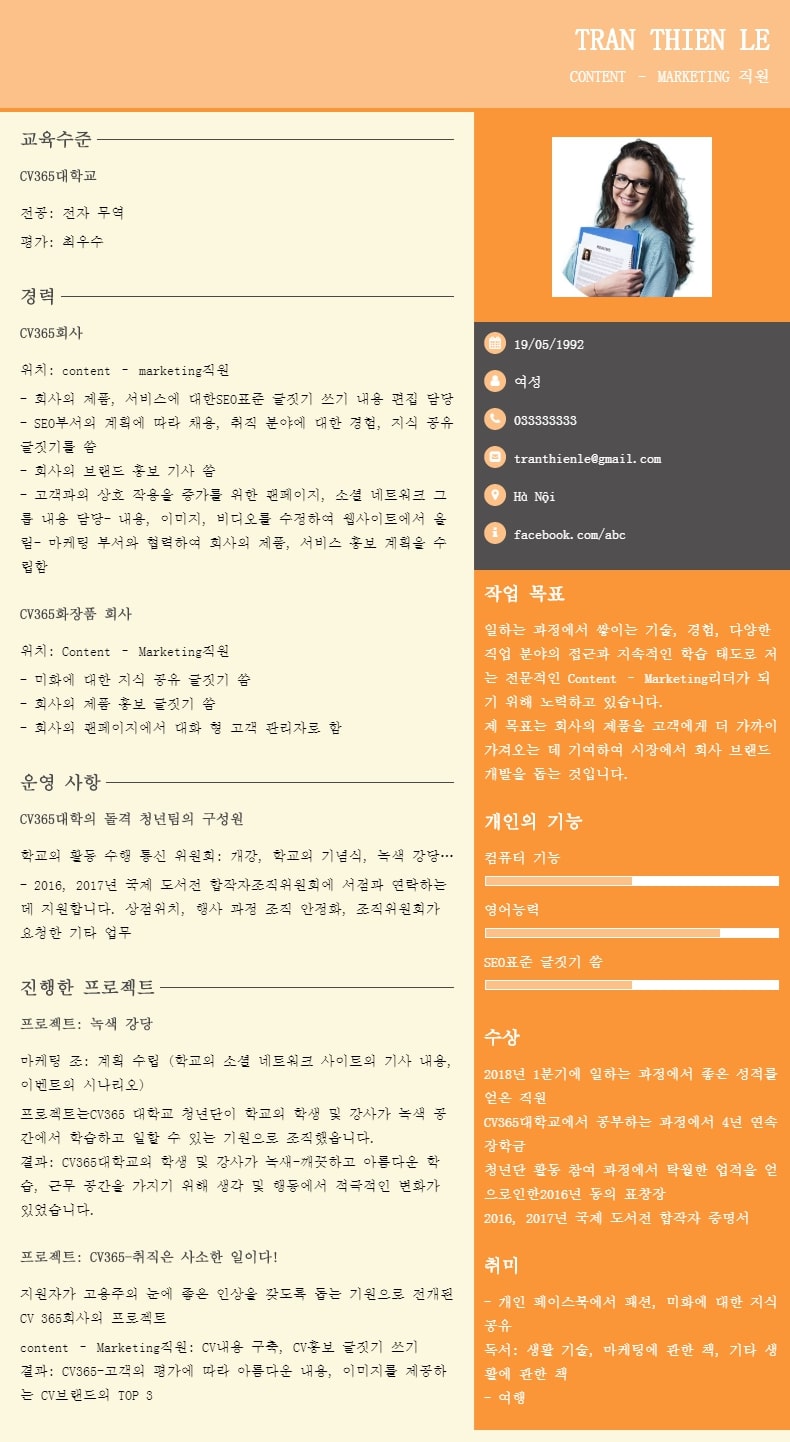 TRAN THIEN LE
CONTENT - MARKETING 직원
교육수준
CV365대학교
전공: 전자 무역
평가: 최우수
경력
CV365회사
위치: content - marketing직원
- 회사의 제품, 서비스에 대한SEO표준 글짓기 쓰기 내용 편집 담당
- SEO부서의 계획에 따라 채용, 취직 분야에 대한 경험, 지식 공유
글짓기를 씀
- 회사의 브랜드 홍보 기사 씀
- 고객과의 상호 작용을 증가를 위한 팬페이지, 소셜 네트워크 그
룹 내용 담당- 내용, 이미지, 비디오를 수정하여 웹사이트에서 올
림- 마케팅 부서와 협력하여 회사의 제품, 서비스 홍보 계획을 수
립함
CV365화장품 회사
위치: Content - Marketing직원
- 미화에 대한 지식 공유 글짓기 씀
- 회사의 제품 홍보 글짓기 씀
- 회사의 팬페이지에서 대화 형 고객 관리자로 함
운영 사항
CV365대학의 돌격 청년팀의 구성원
학교의 활동 수행 통신 위원회: 개강, 학교의 기념식, 녹색 강당…
- 2016, 2017년 국제 도서전 합작자조직위원회에 서점과 연락하는
데 지원합니다. 상점위치, 행사 과정 조직 안정화, 조직위원회가
요청한 기타 업무
진행한 프로젝트
프로젝트: 녹색 강당
마케팅 조: 계획 수립 (학교의 소셜 네트워크 사이트의 기사 내용,
이벤트의 시나리오)
프로젝트는CV365 대학교 청년단이 학교의 학생 및 강사가 녹색 공
간에서 학습하고 일할 수 있는 기원으로 조직했읍니다.
결과: CV365대학교의 학생 및 강사가 녹새-깨끗하고 아름다운 학
습, 근무 공간을 가지기 위해 생각 및 행동에서 적극적인 변화가
있었습니다.
프로젝트: CV365-취직은 사소한 일이다!
지원자가 고용주의 눈에 좋은 인상을 갖도록 돕는 기원으로 전개된
CV 365회사의 프로젝트
content - Marketing직원: CV내용 구축, CV홍보 글짓기 쓰기
결과: CV365-고객의 평가에 따라 아름다운 내용, 이미지를 제공하
는 CV브랜드의 TOP 3
RESUME
19/05/1992
여성
033333333
tranthienle@gmail.com
Hà Nội
facebook.com/abc
작업 목표
일하는 과정에서 쌓이는 기술, 경험, 다양한
직업 분야의 접근과 지속적인 학습 태도로 저
는 전문적인 Content - Marketing리더가 되
기 위해 노력하고 있습니다.
제 목표는 회사의 제품을 고객에게 더 가까이
가져오는 데 기여하여 시장에서 회사 브랜드
개발을 돕는 것입니다.
개인의 기능
컴퓨터 기능
영어능력
SEO표준 글짓기 씀
수상
2018년 1분기에 일하는 과정에서 좋은 성적를
얻은 직원
CV365대학교에서 공부하는 과정에서 4년 연속
장학금
청년단 활동 참여 과정에서 탁월한 업적을 얻
으로인한2016년 동의 표창장
2016, 2017년 국제 도서전 합작자 증명서
취미
- 개인 페이스북에서 패션, 미화에 대한 지식
공유
독서: 생활 기술, 마케팅에 관한 책, 기타 생
활에 관한 책
- 여행